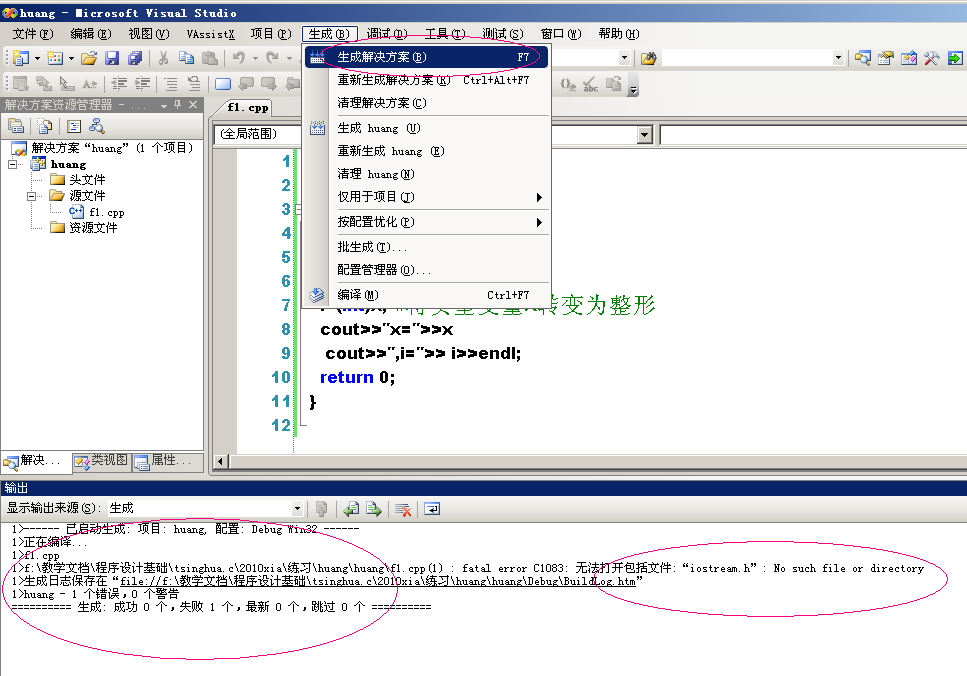 huang - Microsoft Visual Studio
文件(F) 编辑(E) 视图(V) VAssistX 项目(P) 生成(B) 调试(D) 工具(T) 测试(S) 窗口(W) 帮助(H)
生成解决方案(B) F7
重新生成解决方案(R) Ctrl+Alt+F7
清理解决方案(C)
生成 huang (U)
重新生成 huang (E)
清理 huang(N)
仅用于项目(J)
按配置优化(P)
批生成(T)...
配置管理器(O)...
编译(M) Ctrl+F7
解决方案资源管理器 - ...
解决方案“huang”(1 个项目)
huang
头文件
源文件
f1.cpp
资源文件
解决... 类视图 属性...
f1.cpp
(全局范围)
1
2
3
4
5
6
7 x, 转变为整形
8 cout>>"x=">>x
9 cout>>",i=">> i>>endl;
10 return 0;
11 }
12
输出
显示输出来源(S): 生成
1>------ 已启动生成: 项目: huang, 配置: Debug Win32 ------
1>正在编译...
1>f1.cpp
1>f:\教学文档\程序设计基础\tsinghua.c\2010xia\练习\huang\huang\f1.cpp(1) : fatal error C1083: 无法打开包括文件:“iostream.h”: No such file or directory
1>生成日志保存在“file://f:\教学文档\程序设计基础\tsinghua.c\2010xia\练习\huang\huang\Debug\BuildLog.htm”
1>huang - 1 个错误，0 个警告
========== 生成: 成功 0 个，失败 1 个，最新 0 个，跳过 0 个 ==========